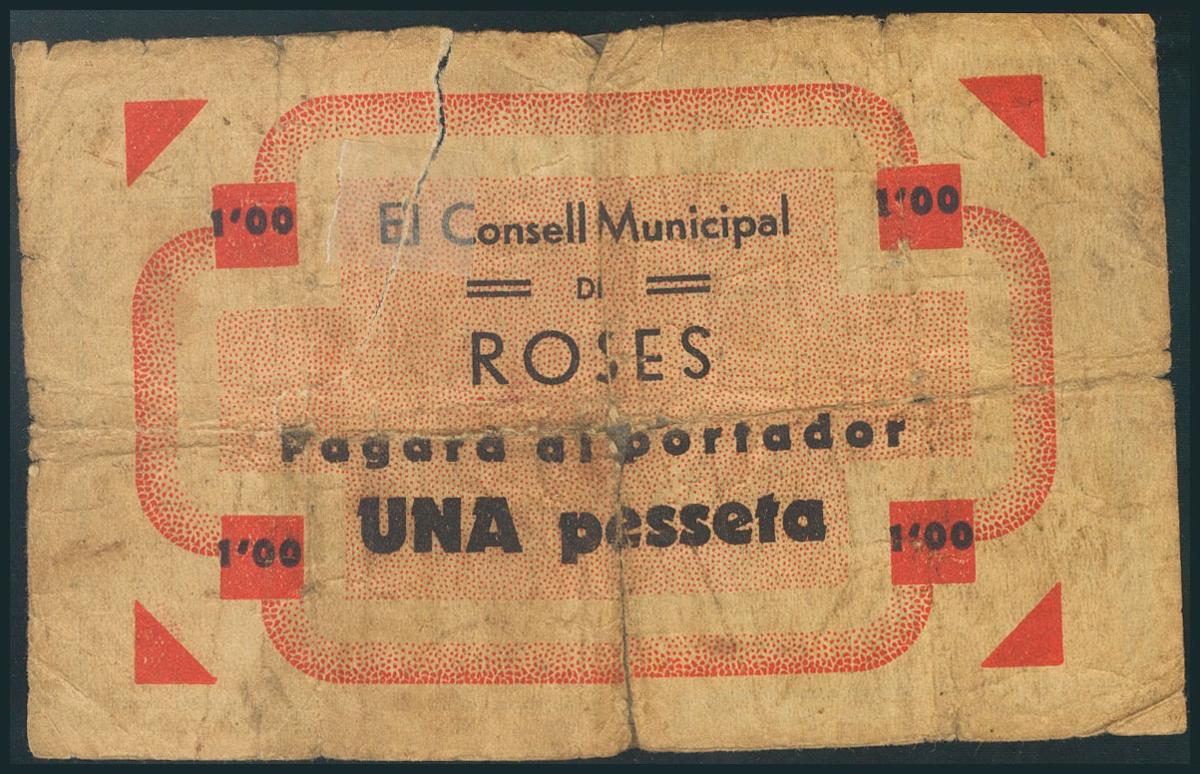 1'00 1'00
El Consell Municipal
DE
ROSES
Pagarà al portador
UNA pesseta
1'00 1'00